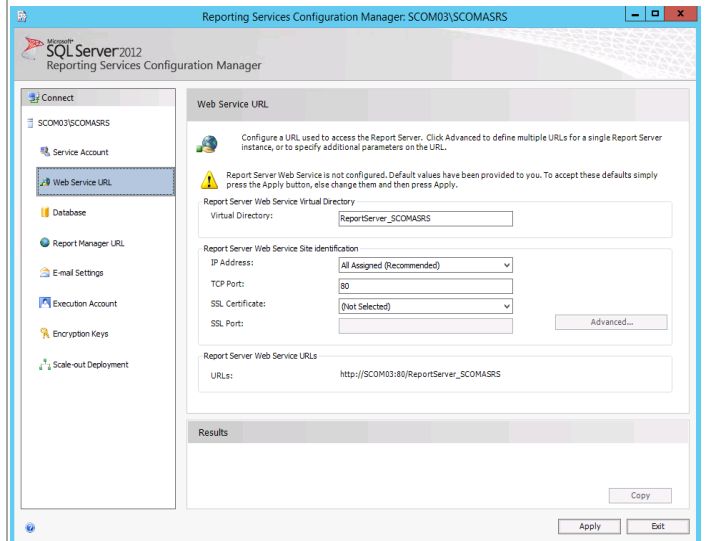 Reporting Services Configuration Manager: SCOM03\SCOMASRS
Microsoft
SQL Server 2012
Reporting Services Configuration Manager
Connect
SCOM03\SCOMASRS
Service Account
Web Service URL
Database
Report Manager URL
E-mail Settings
Execution Account
Encryption Keys
Scale-out Deployment
Web Service URL
Configure a URL used to access the Report Server. Click Advanced to define multiple URLs for a single Report Server
instance, or to specify additional parameters on the URL.
Report Server Web Service is not configured. Default values have been provided to you. To accept these defaults simply
press the Apply button, else change them and then press Apply.
Report Server Web Service Virtual Directory
Virtual Directory: ReportServer_SCOMASRS
Report Server Web Service Site identification
IP Address: All Assigned (Recommended)
TCP Port: 80
SSL Certificate: (Not Selected)
SSL Port:
Advanced...
Report Server Web Service URLs
URLs: http://SCOM03:80/ReportServer_SCOMASRS
Results
Copy
Apply Exit